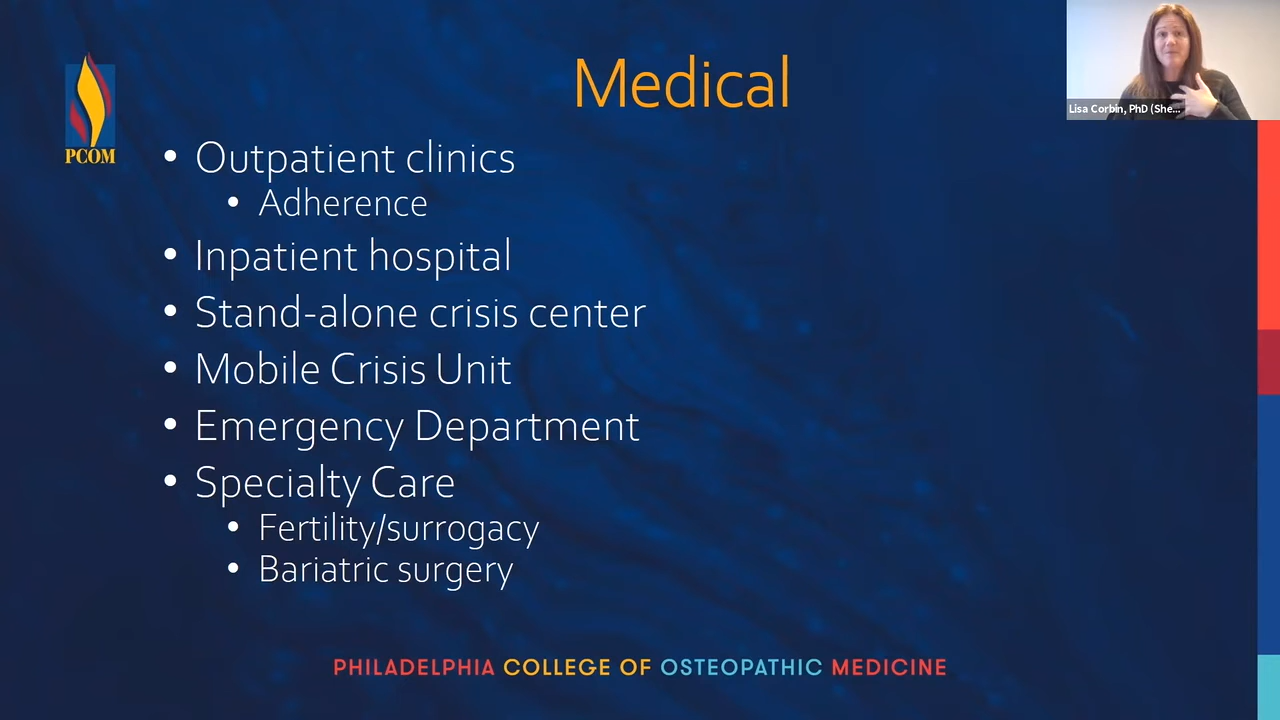 Medical
Lisa Corbin, PhD (She...
PCOM
• Outpatient clinics
• Adherence
• Inpatient hospital
• Stand-alone crisis center
• Mobile Crisis Unit
• Emergency Department
• Specialty Care
• Fertility/surrogacy
• Bariatric surgery
PHILADELPHIA COLLEGE OF OSTEOPATHIC MEDICINE